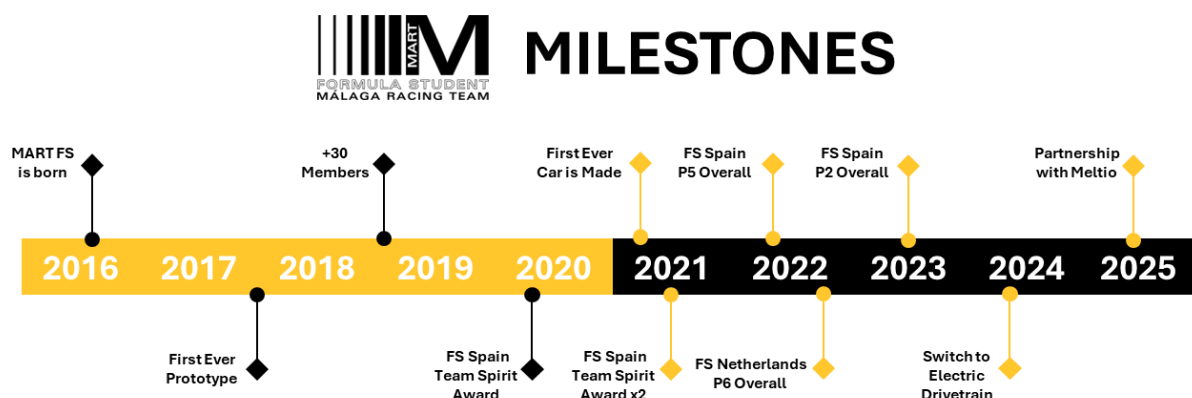 MART
M
FORMULA STUDENT
MÁLAGA RACING TEAM
MILESTONES
MART FS
is born
+30
Members
First Ever
Car is Made
FS Spain
P5 Overall
FS Spain
P2 Overall
Partnership
with Meltio
2016 2017 2018 2019 2020 2021 2022 2023 2024 2025
First Ever
Prototype
FS Spain
Team Spirit
Award
FS Spain
Team Spirit
Award x2
FS Netherlands
P6 Overall
Switch to
Electric
Drivetrain